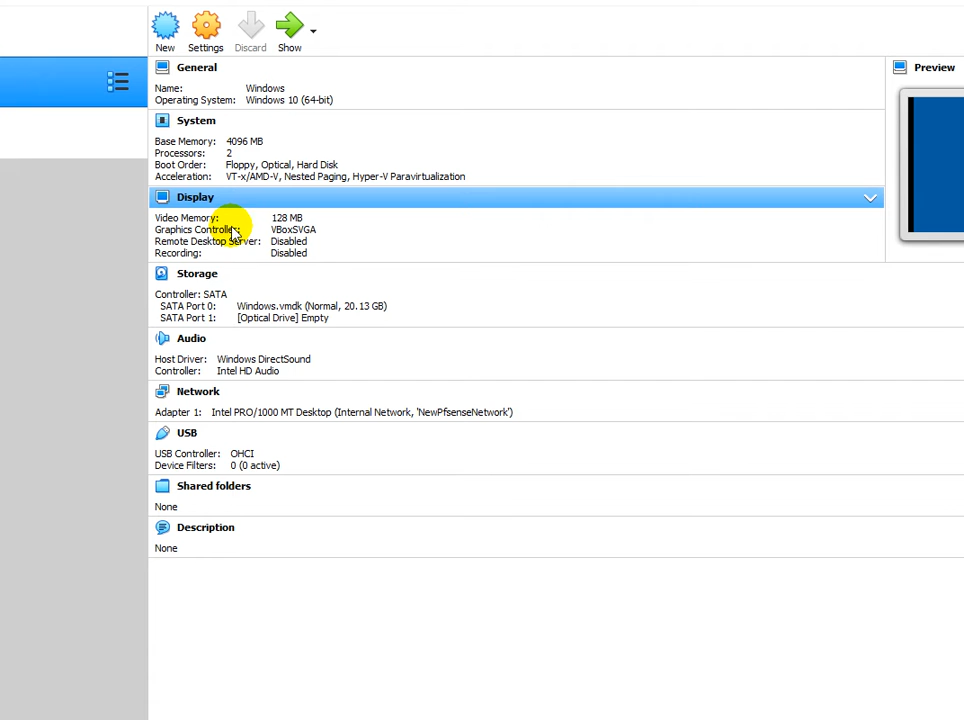 New Settings Discard Show
General
Name: Windows
Operating System: Windows 10 (64-bit)
System
Base Memory: 4096 MB
Processors: 2
Boot Order: Floppy, Optical, Hard Disk
Acceleration: VT-x/AMD-V, Nested Paging, Hyper-V Paravirtualization
Display
Video Memory: 128 MB
Graphics Controller: VBoxSVGA
Remote Desktop Server: Disabled
Recording: Disabled
Storage
Controller: SATA
SATA Port 0: Windows.vmdk (Normal, 20.13 GB)
SATA Port 1: [Optical Drive] Empty
Audio
Host Driver: Windows DirectSound
Controller: Intel HD Audio
Network
Adapter 1: Intel PRO/1000 MT Desktop (Internal Network, 'NewPfsenseNetwork')
USB
USB Controller: OHCI
Device Filters: 0 (0 active)
Shared folders
None
Description
None
Preview